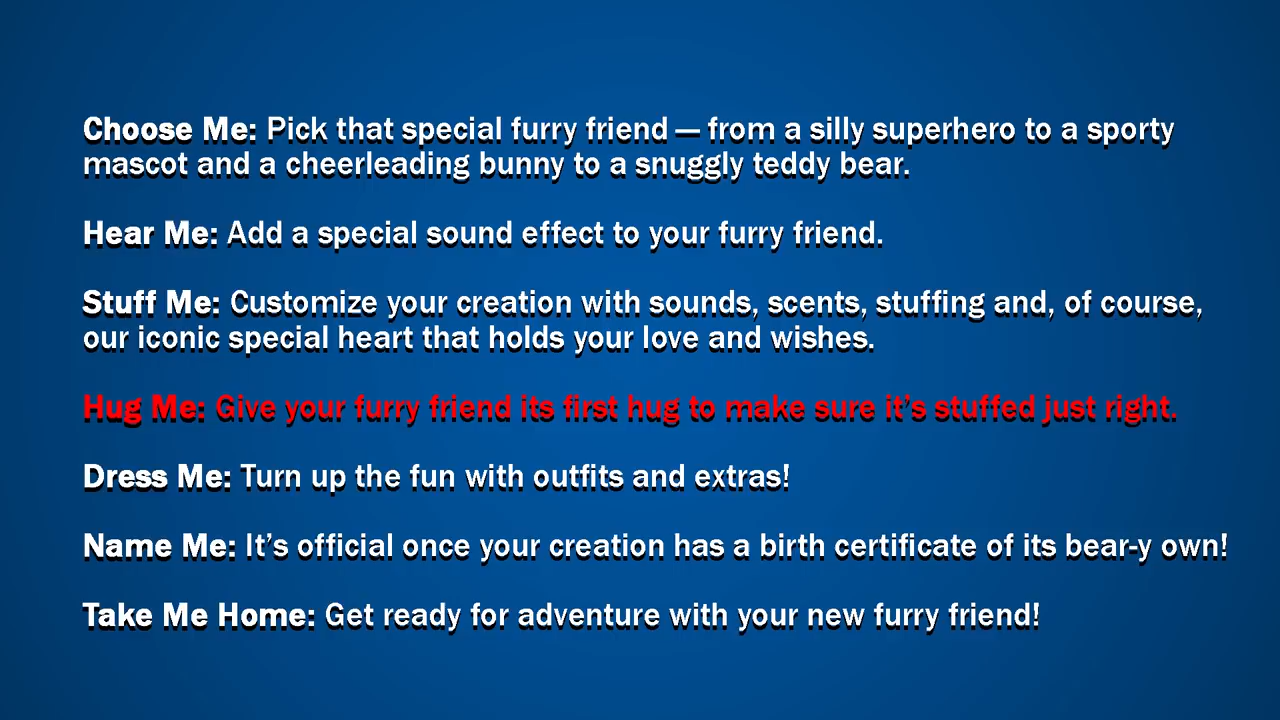 Choose Me: Pick that special furry friend — from a silly superhero to a sporty
mascot and a cheerleading bunny to a snuggly teddy bear.
Hear Me: Add a special sound effect to your furry friend.
Stuff Me: Customize your creation with sounds, scents, stuffing and, of course,
our iconic special heart that holds your love and wishes.
Hug Me: Give your furry friend its first hug to make sure it’s stuffed just right.
Dress Me: Turn up the fun with outfits and extras!
Name Me: It’s official once your creation has a birth certificate of its bear-y own!
Take Me Home: Get ready for adventure with your new furry friend!